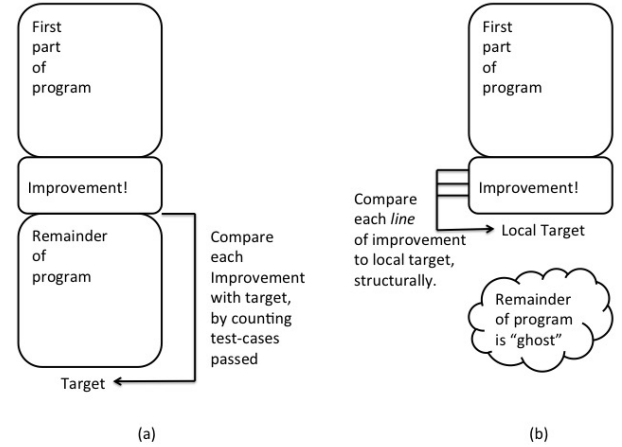 First
part
of
program
Improvement!
Remainder
of
program
Compare
each
Improvement
with target,
by counting
test-cases
passed
Target
(a)
First
part
of
program
Improvement!
Compare
each line
of improvement
to local target,
structurally.
Local Target
Remainder
of program
is “ghost”
(b)